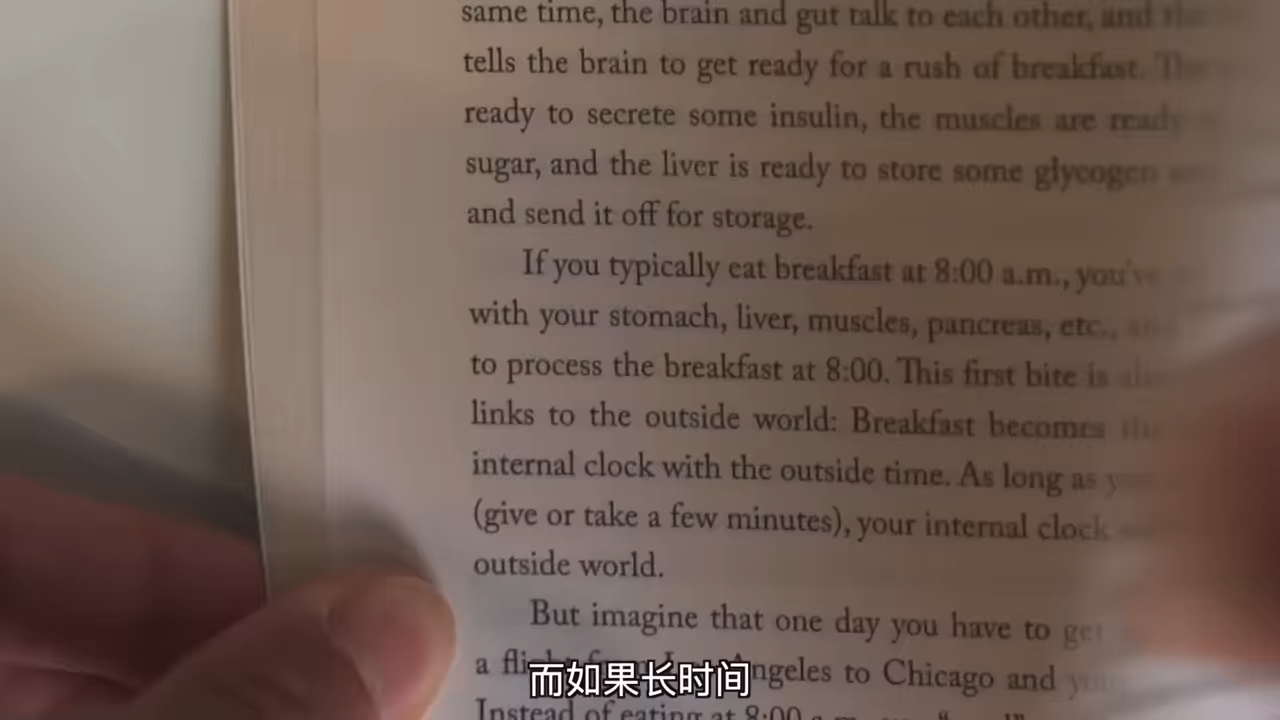 same time, the brain and gut talk to each other, and
tells the brain to get ready for a rush of breakfast.
ready to secrete some insulin, the muscles are ready
sugar, and the liver is ready to store some glycogen
and send it off for storage.
If you typically eat breakfast at 8:00 a.m., you've
with your stomach, liver, muscles, pancreas, etc.,
to process the breakfast at 8:00. This first bite is
links to the outside world: Breakfast becomes the
internal clock with the outside time. As long as
(give or take a few minutes), your internal clock
outside world.
But imagine that one day you have to get
a Angeles to Chicago and
Instead of eating at 8:00
而如果长时间